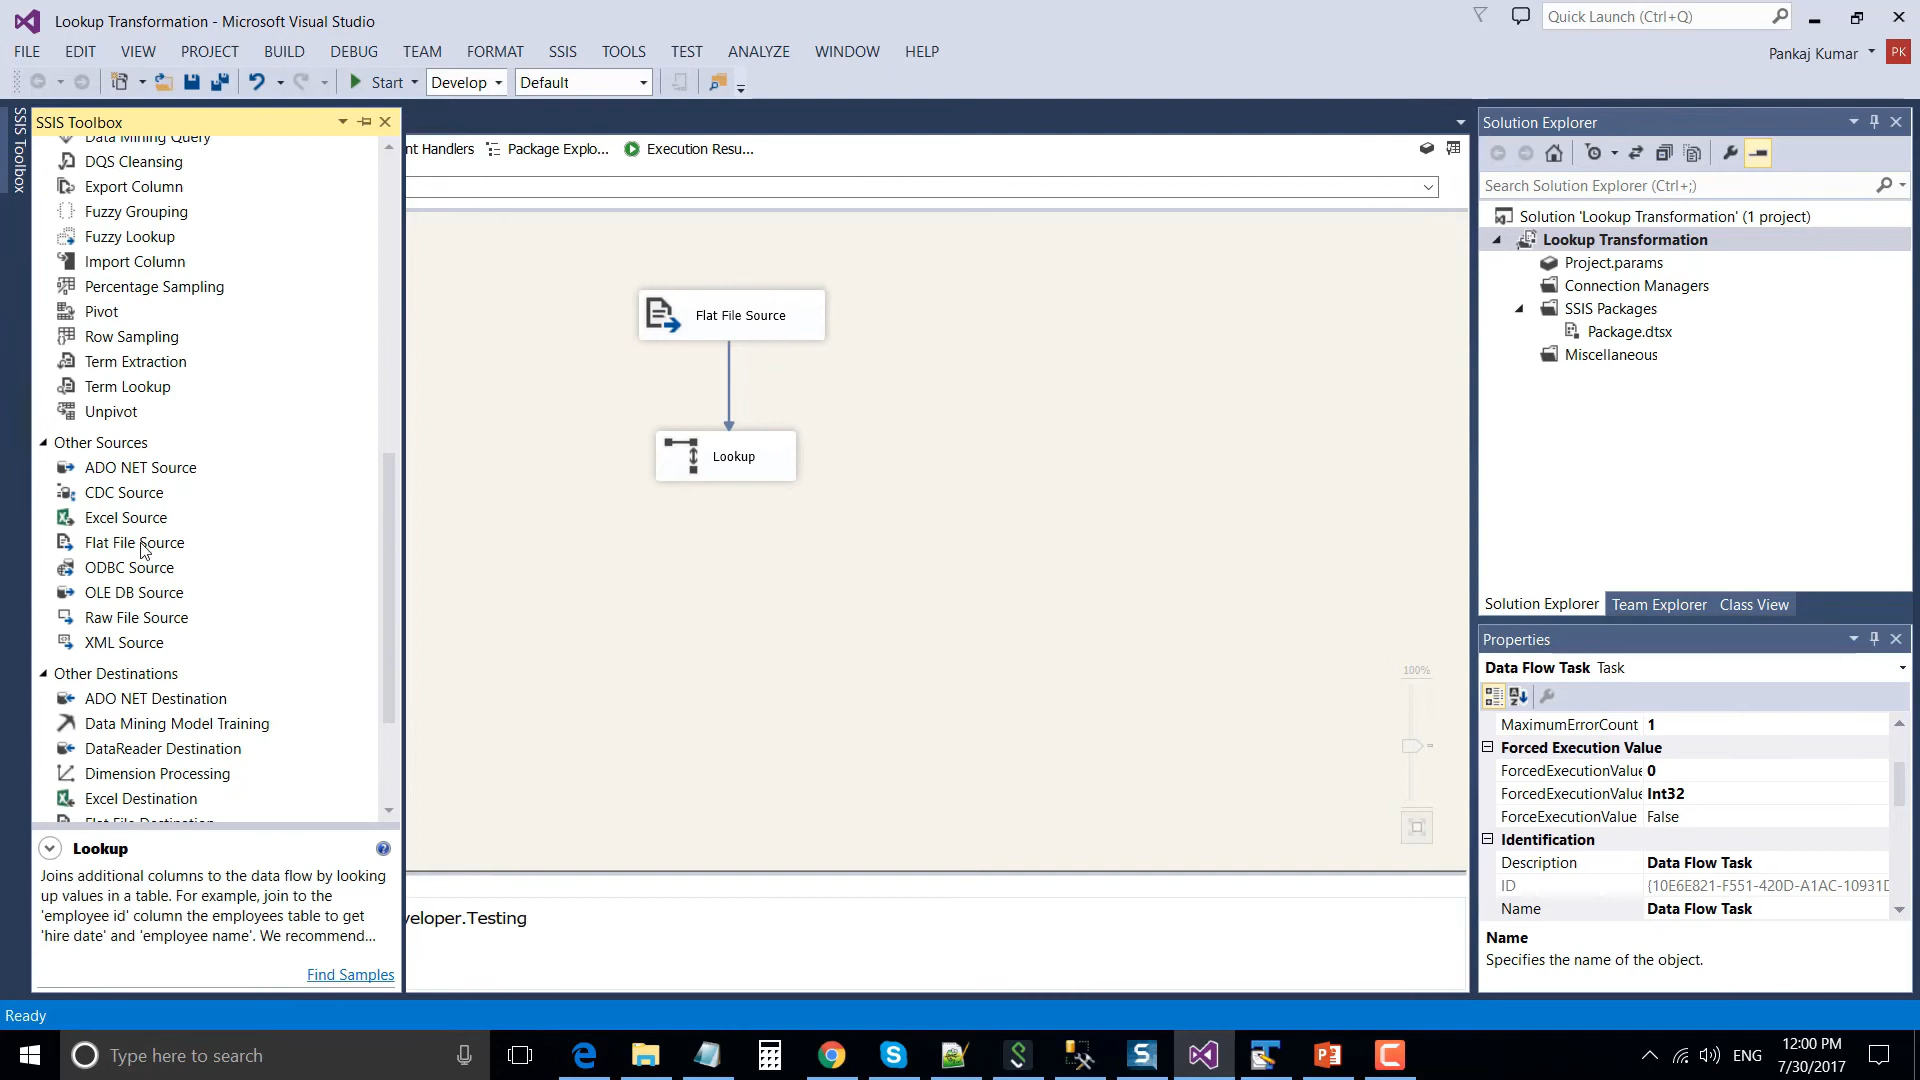 Lookup Transformation - Microsoft Visual Studio
Quick Launch (Ctrl+Q)
FILE EDIT VIEW PROJECT BUILD DEBUG TEAM FORMAT SSIS TOOLS TEST ANALYZE WINDOW HELP
Pankaj Kumar PK
Start Develop Default
SSIS Toolbox
SSIS Toolbox
Data Mining Query
DQS Cleansing
Export Column
Fuzzy Grouping
Fuzzy Lookup
Import Column
Percentage Sampling
Pivot
Row Sampling
Term Extraction
Term Lookup
Unpivot
Other Sources
ADO NET Source
CDC Source
Excel Source
Flat File Source
ODBC Source
OLE DB Source
Raw File Source
XML Source
Other Destinations
ADO NET Destination
Data Mining Model Training
DataReader Destination
Dimension Processing
Excel Destination
Flat File Destination
Lookup
Joins additional columns to the data flow by looking
up values in a table. For example, join to the
'employee id' column the employees table to get
'hire date' and 'employee name'. We recommend...
Find Samples
nt Handlers Package Explo... Execution Resu...
Flat File Source
Lookup
100%
veloper.Testing
Solution Explorer
Search Solution Explorer (Ctrl+;)
Solution 'Lookup Transformation' (1 project)
Lookup Transformation
Project.params
Connection Managers
SSIS Packages
Package.dtsx
Miscellaneous
Solution Explorer Team Explorer Class View
Properties
Data Flow Task Task
MaximumErrorCount 1
Forced Execution Value
ForcedExecutionValue 0
ForcedExecutionValue Int32
ForceExecutionValue False
Identification
Description Data Flow Task
ID {10E6E821-F551-420D-A1AC-10931D
Name Data Flow Task
Name
Specifies the name of the object.
Ready
Type here to search
ENG
12:00 PM
7/30/2017